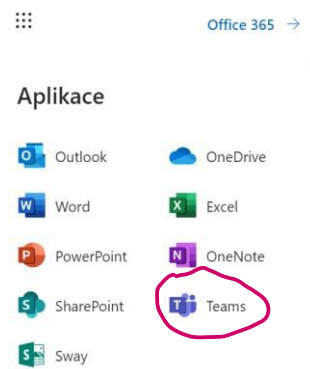 Office 365 →
Aplikace
Outlook OneDrive
Word Excel
PowerPoint OneNote
SharePoint Teams
Sway